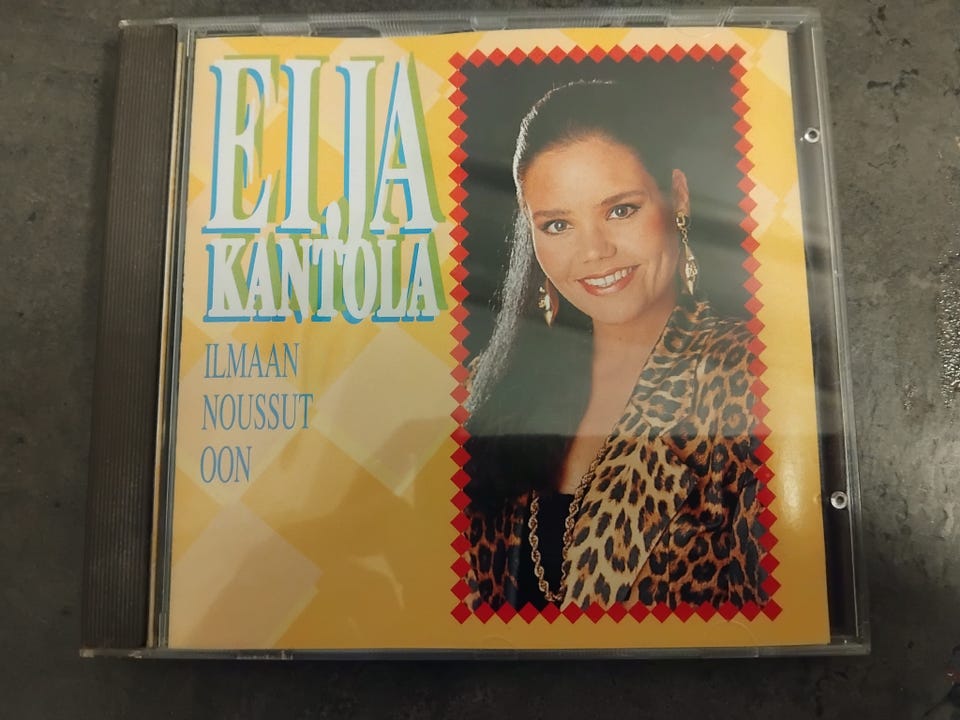 EIJA
KANTOLA
ILMAAN
NOUSSUT
OON